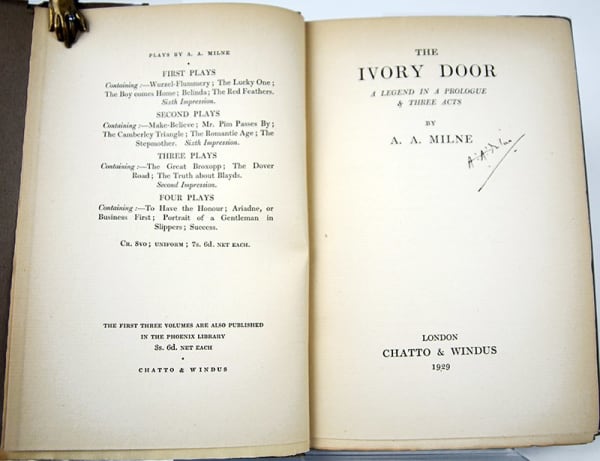 PLAYS BY A. A. MILNE
FIRST PLAYS
Containing:—Wurzel-Flummery; The Lucky One;
The Boy comes Home; Belinda; The Red Feathers.
Sixth Impression.
SECOND PLAYS
Containing:—Make-Believe; Mr. Pim Passes By;
The Camberley Triangle; The Romantic Age; The
Stepmother. Sixth Impression.
THREE PLAYS
Containing:—The Great Broxopp; The Dover
Road; The Truth about Blayds.
Second Impression.
FOUR PLAYS
Containing:—To Have the Honour; Ariadne, or
Business First; Portrait of a Gentleman in
Slippers; Success.
CR. 8VO; UNIFORM; 7s. 6d. NET EACH.
THE FIRST THREE VOLUMES ARE ALSO PUBLISHED
IN THE PHOENIX LIBRARY
3s. 6d. NET EACH
CHATTO & WINDUS
THE
IVORY DOOR
A LEGEND IN A PROLOGUE
& THREE ACTS
BY
A. A. MILNE
A. A. Milne
LONDON
CHATTO & WINDUS
1929